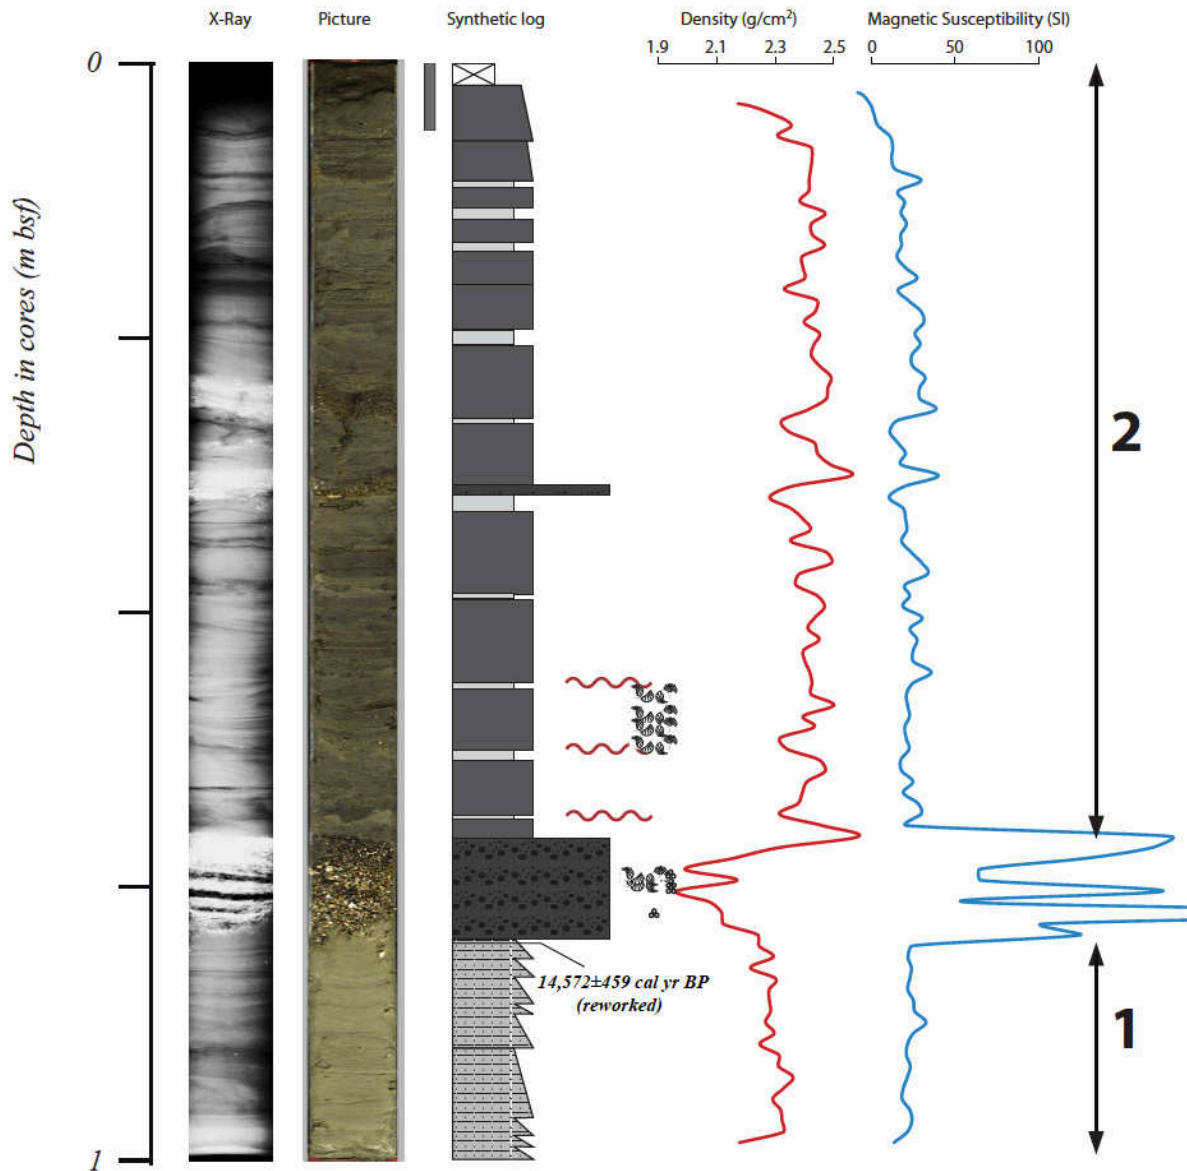 X-Ray
Picture
Synthetic log
Density (g/cm²)
Magnetic Susceptibility (SI)
1.9 2.1 2.3 2.5
0 50 100
0
Depth in cores (m bsf)
2
14,572±459 cal yr BP
(reworked)
1
1